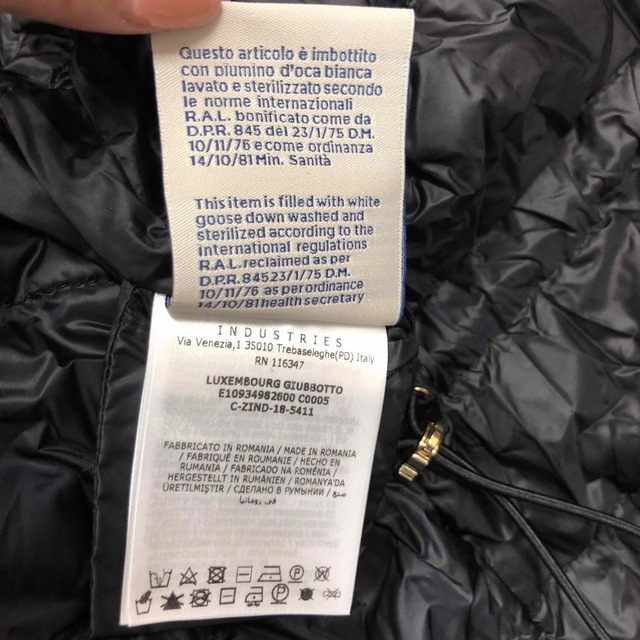 Questo articolo è imbottito
con piumino d'oca bianca
lavato e sterilizzato secondo
le norme internazionali
R.A.L. bonificato come da
D.P.R. 845 del 23/1/75 D.M.
10/11/76 e come ordinanza
14/10/81 Min. Sanità
This item is filled with white
goose down washed and
sterilized according to the
international regulations
R.A.L. reclaimed as per
D.P.R. 845 23/1/75 D.M.
10/11/76 as per ordinance
14/10/81 health secretary
INDUSTRIES
Via Venezia,1 35010 Trebaseleghe(PD) Italy
RN 116347
LUXEMBOURG GIUBBOTTO
E10934982600 C0005
C-ZIND-18-5411
FABBRICATO IN ROMANIA / MADE IN ROMANIA
/ FABRIQUÉ EN ROUMANIE / HECHO EN
RUMANIA / FABRICADO NA ROMÉNIA /
HERGESTELLT IN RUMÄNIEN / ROMANYA'DA
ÜRETILMIŞTIR / СДЕЛАНО В РУМЫНИИ / صنع
في رومانيا